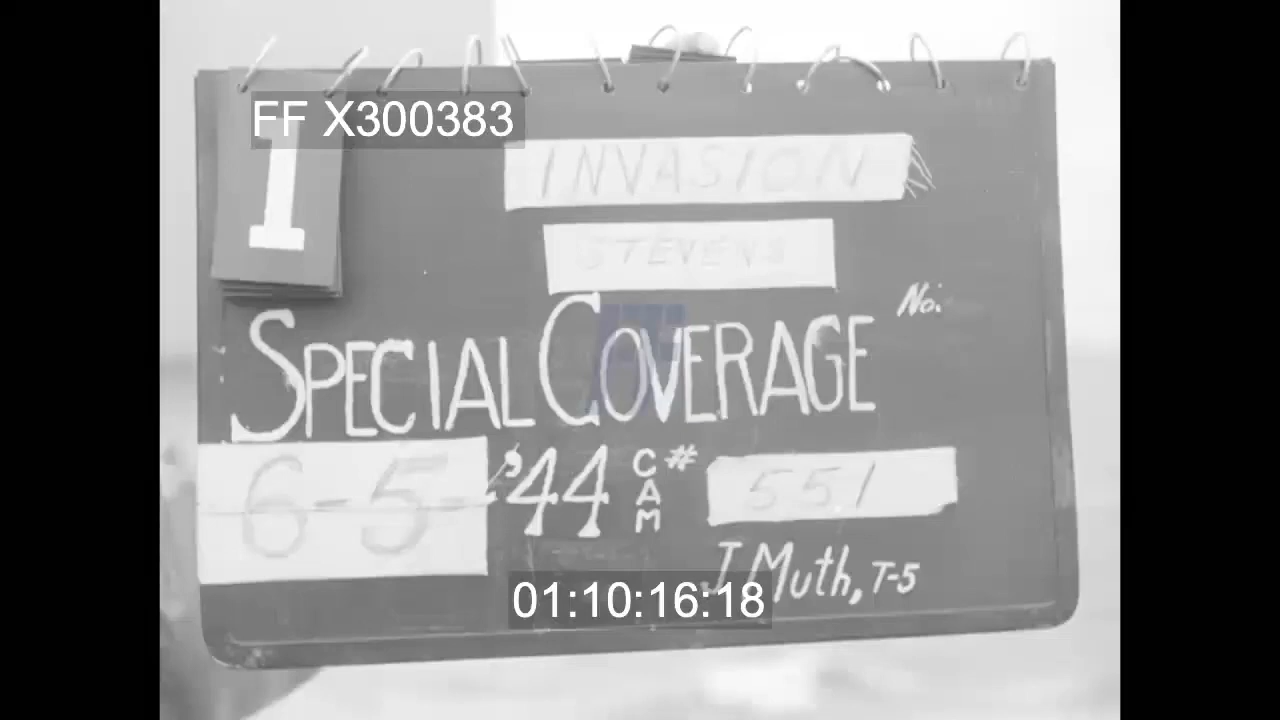 FF X300383
1
INVASION
STEVENS
No.
SPECIAL COVERAGE
6-5-'44 CAM # 551
J Muth, T-5
01:10:16:18